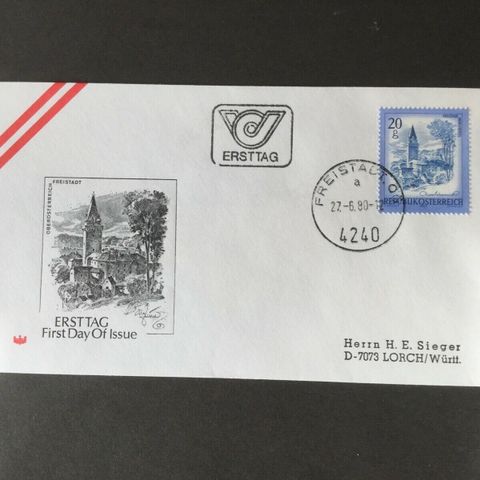 ERSTTAG
20
g
REPUBLIK ÖSTERREICH
FREISTADT
a
27.-6.80-
4240
OBERÖSTERREICH
FREISTADT
ERSTTAG
First Day Of Issue
Herrn H. E. Sieger
D-7073 LORCH/Württ.